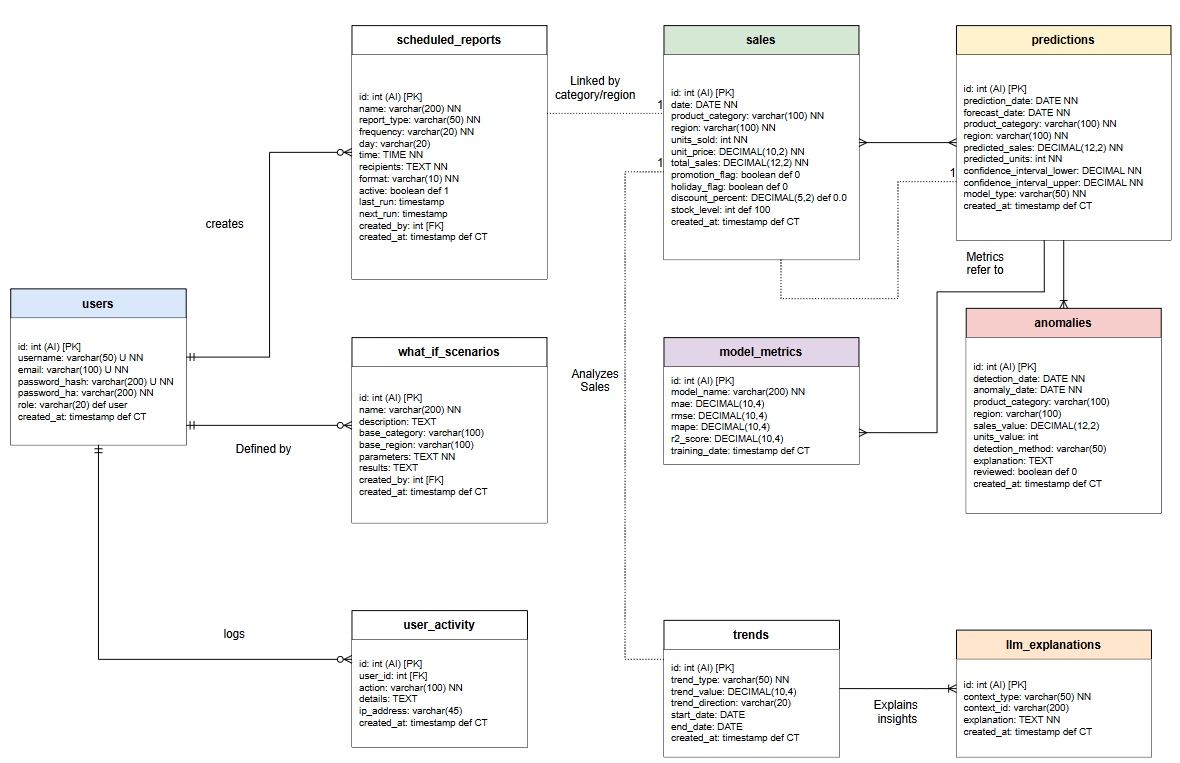 scheduled_reports
id: int (AI) [PK]
name: varchar(200) NN
report_type: varchar(50) NN
frequency: varchar(20) NN
day: varchar(20)
time: TIME NN
recipients: TEXT NN
format: varchar(10) NN
active: boolean def 1
last_run: timestamp
next_run: timestamp
created_by: int [FK]
created_at: timestamp def CT
Linked by
category/region
1
1
sales
id: int (AI) [PK]
date: DATE NN
product_category: varchar(100) NN
region: varchar(100) NN
units_sold: int NN
unit_price: DECIMAL(10,2) NN
total_sales: DECIMAL(12,2) NN
promotion_flag: boolean def 0
holiday_flag: boolean def 0
discount_percent: DECIMAL(5,2) def 0.0
stock_level: int def 100
created_at: timestamp def CT
1
predictions
id: int (AI) [PK]
prediction_date: DATE NN
forecast_date: DATE NN
product_category: varchar(100) NN
region: varchar(100) NN
predicted_sales: DECIMAL(12,2) NN
predicted_units: int NN
confidence_interval_lower: DECIMAL NN
confidence_interval_upper: DECIMAL NN
model_type: varchar(50) NN
created_at: timestamp def CT
creates
Metrics
refer to
users
id: int (AI) [PK]
username: varchar(50) U NN
email: varchar(100) U NN
password_hash: varchar(200) U NN
password_ha: varchar(200) NN
role: varchar(20) def user
created_at: timestamp def CT
Defined by
what_if_scenarios
id: int (AI) [PK]
name: varchar(200) NN
description: TEXT
base_category: varchar(100)
base_region: varchar(100)
parameters: TEXT NN
results: TEXT
created_by: int [FK]
created_at: timestamp def CT
Analyzes
Sales
model_metrics
id: int (AI) [PK]
model_name: varchar(200) NN
mae: DECIMAL(10,4)
rmse: DECIMAL(10,4)
mape: DECIMAL(10,4)
r2_score: DECIMAL(10,4)
training_date: timestamp def CT
anomalies
id: int (AI) [PK]
detection_date: DATE NN
anomaly_date: DATE NN
product_category: varchar(100)
region: varchar(100)
sales_value: DECIMAL(12,2)
units_value: int
detection_method: varchar(50)
explanation: TEXT
reviewed: boolean def 0
created_at: timestamp def CT
logs
user_activity
id: int (AI) [PK]
user_id: int [FK]
action: varchar(100) NN
details: TEXT
ip_address: varchar(45)
created_at: timestamp def CT
trends
id: int (AI) [PK]
trend_type: varchar(50) NN
trend_value: DECIMAL(10,4)
trend_direction: varchar(20)
start_date: DATE
end_date: DATE
created_at: timestamp def CT
Explains
insights
llm_explanations
id: int (AI) [PK]
context_type: varchar(50) NN
context_id: varchar(200)
explanation: TEXT NN
created_at: timestamp def CT